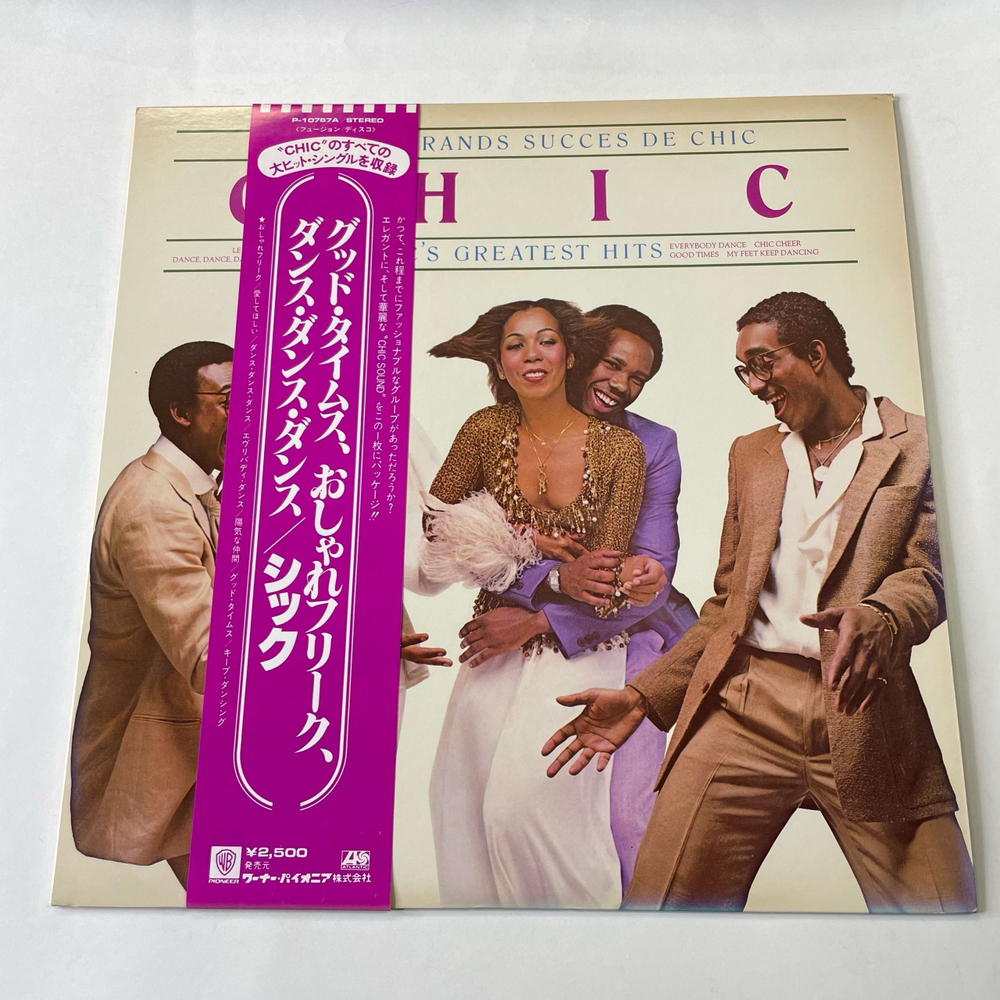 P-10767A/STEREO
〈フュージョン/ディスコ〉
“CHIC”のすべての
大ヒット・シングルを収録
かつて、これ程までにファッショナブルなグループがあっただろうか?
エレガントに、そして華麗な“CHIC SOUND”をこの一枚にパッケージ!!
グッド・タイムス、おしゃれフリーク、
ダンス・ダンス・ダンス/シック
★おしゃれフリーク/愛してほしい/ダンス・ダンス・ダンス/エヴリバディ・ダンス/陽気な仲間/グッド・タイムス/キープ・ダンシング
WB
PIONEER
¥2,500
発売元
ワーナー・パイオニア株式会社
ATLANTIC
RANDS SUCCES DE CHIC
C H I C
LE
DANCE, DANCE, DA
'S GREATEST HITS
EVERYBODY DANCE CHIC CHEER
GOOD TIMES MY FEET KEEP DANCING